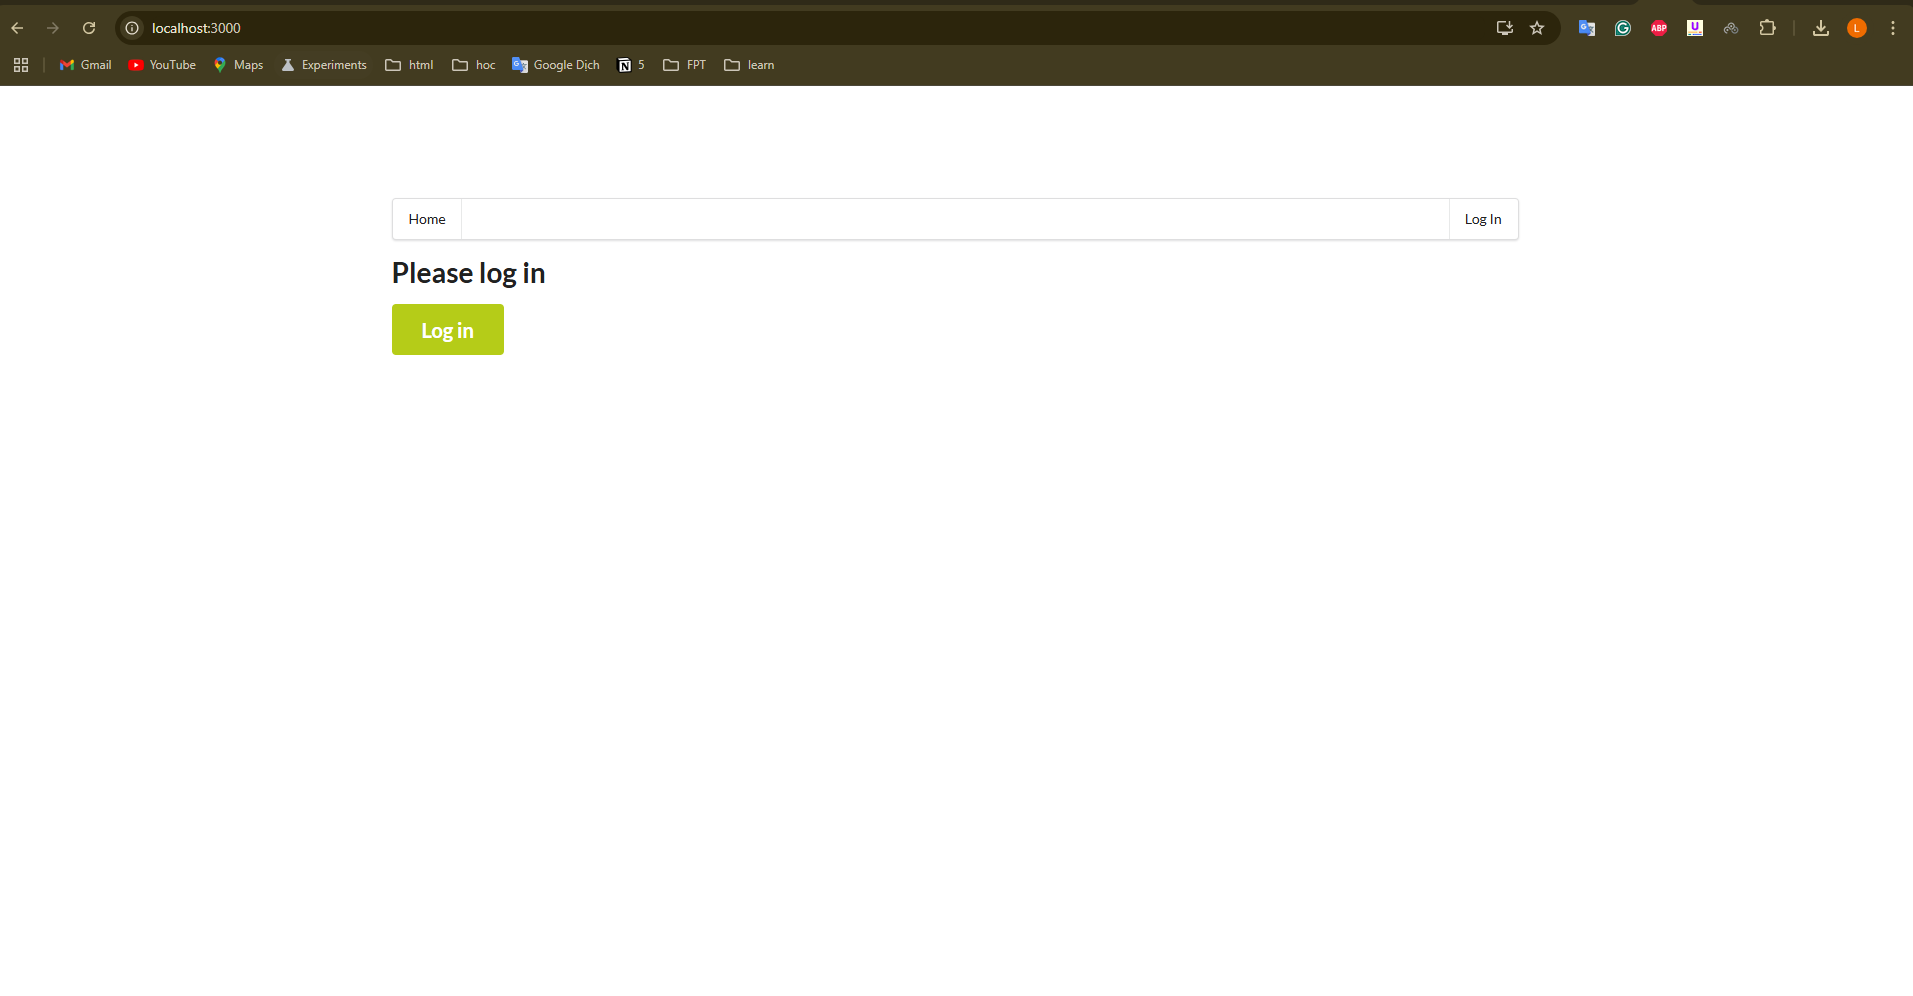 localhost:3000
ABP U L
Gmail YouTube Maps Experiments html hoc Google Dịch 5 FPT learn
Home Log In
Please log in
Log in